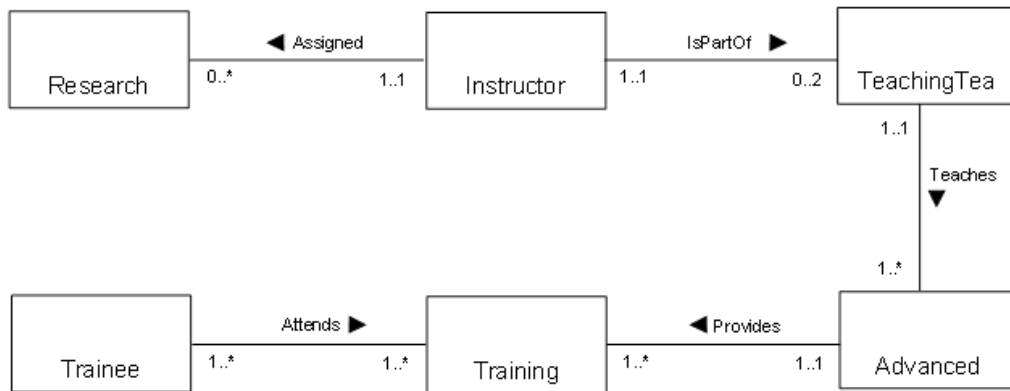 ◀ Assigned
IsPartOf ▶
0..*
1..1
1..1
0..2
Research
Instructor
TeachingTea
1..1
Teaches
▼
1..*
Attends ▶
◀ Provides
1..*
1..*
1..*
1..1
Trainee
Training
Advanced